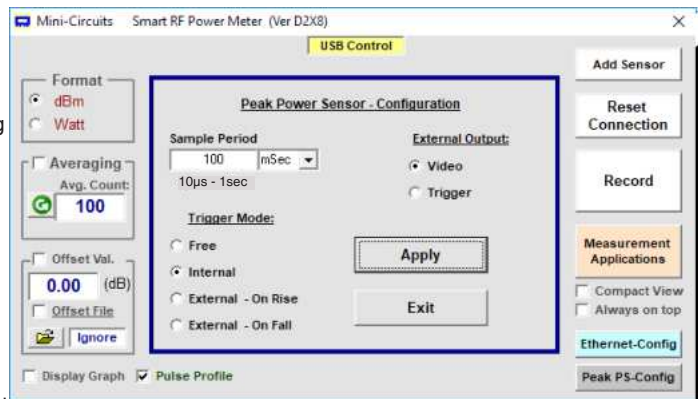 Mini-Circuits Smart RF Power Meter (Ver D2X8)
USB Control
Format
dBm
Watt
g
Averaging
Avg. Count:
100
Offset Val.
0.00 (dB)
Offset File
Ignore
Display Graph
Pulse Profile
Peak Power Sensor - Configuration
Sample Period
100 mSec
10µs - 1sec
Trigger Mode:
Free
Internal
External - On Rise
External - On Fall
External Output:
Video
Trigger
Apply
Exit
Add Sensor
Reset
Connection
Record
Measurement
Applications
Compact View
Always on top
Ethernet-Config
Peak PS-Config